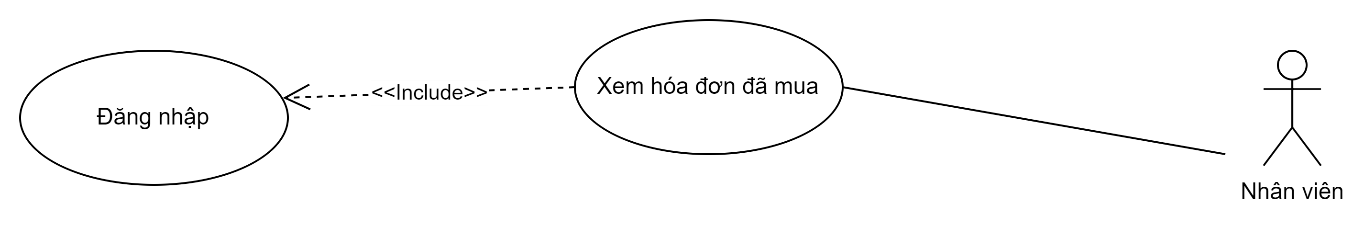 Đăng nhập
<<Include>>
Xem hóa đơn đã mua
Nhân viên